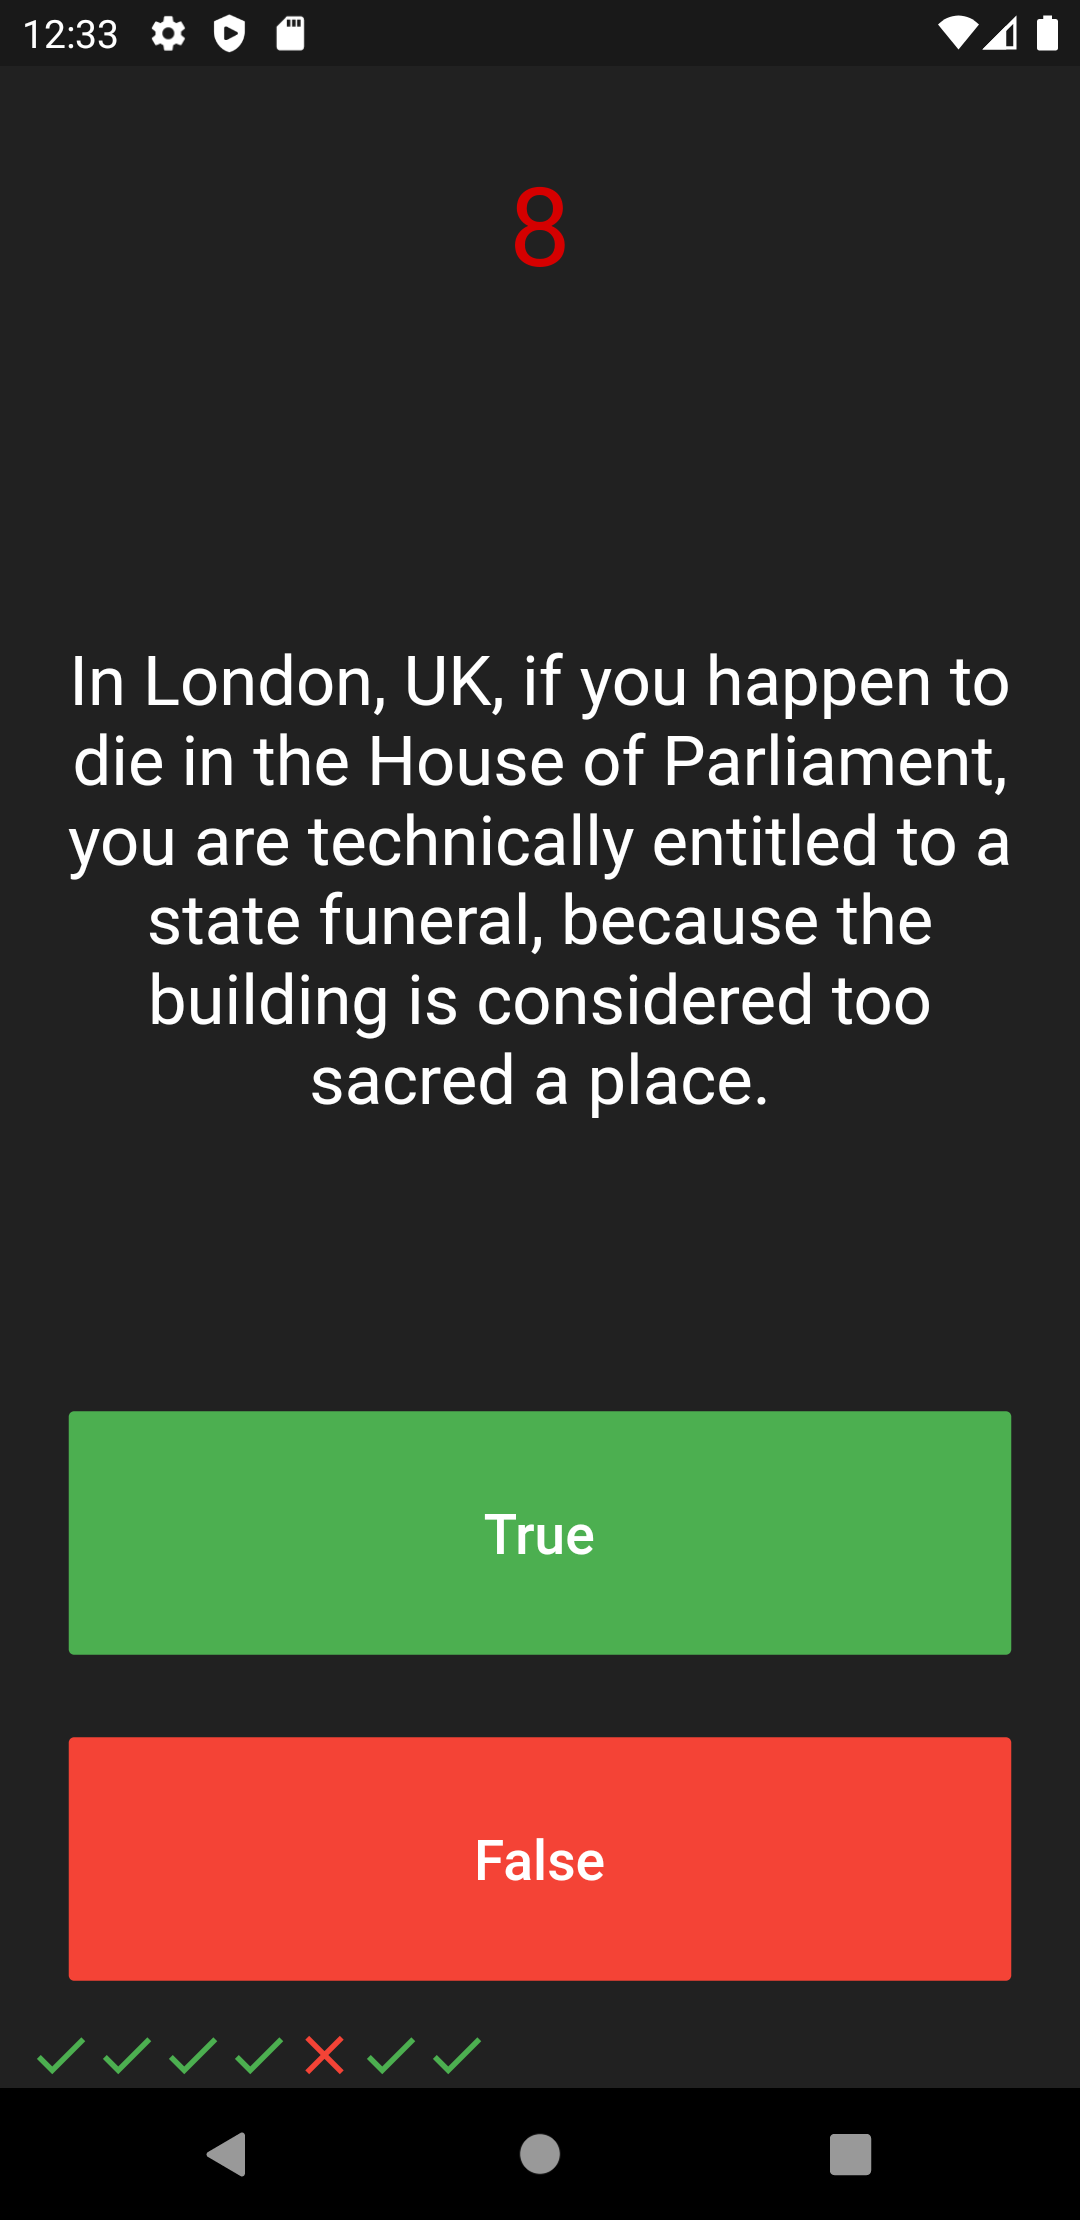 12:33
8
In London, UK, if you happen to
die in the House of Parliament,
you are technically entitled to a
state funeral, because the
building is considered too
sacred a place.
True
False